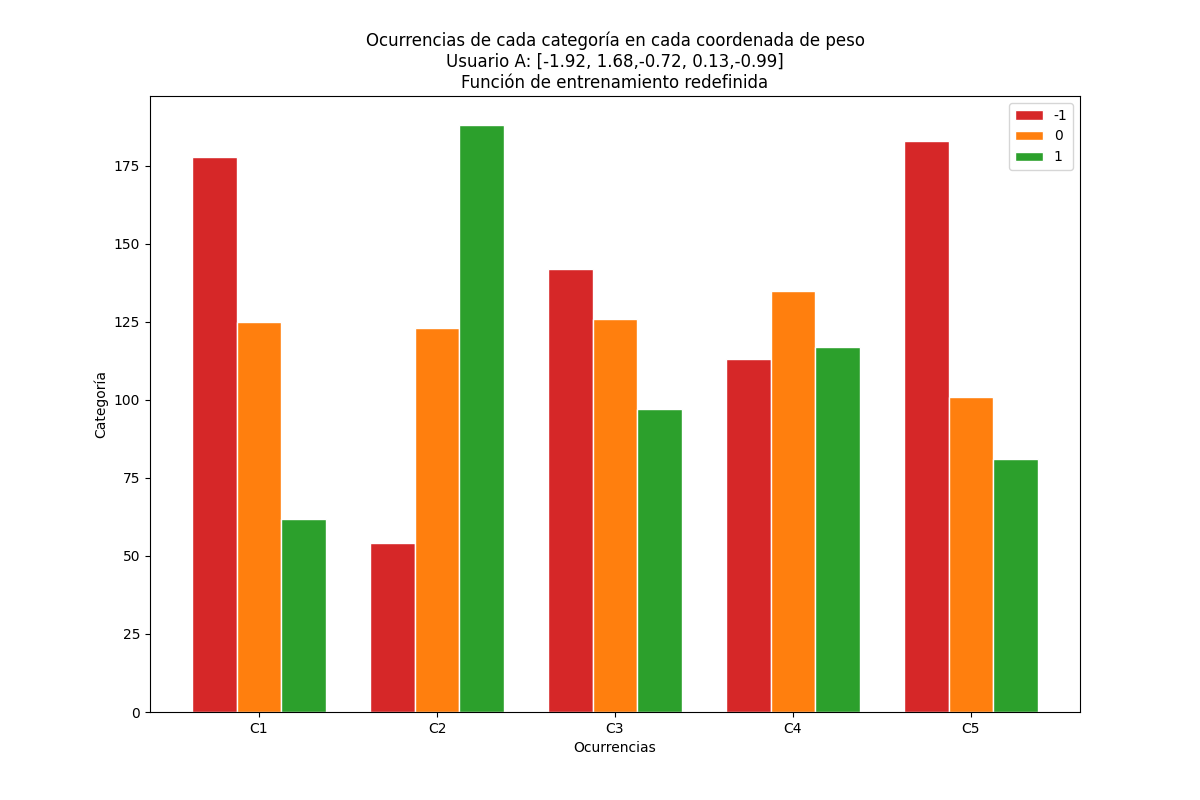 Ocurrencias de cada categoría en cada coordenada de peso
Usuario A: [-1.92, 1.68,-0.72, 0.13,-0.99]
Función de entrenamiento redefinida
-1
0
1
175
150
125
100
75
50
25
0
Categoría
C1 C2 C3 C4 C5
Ocurrencias